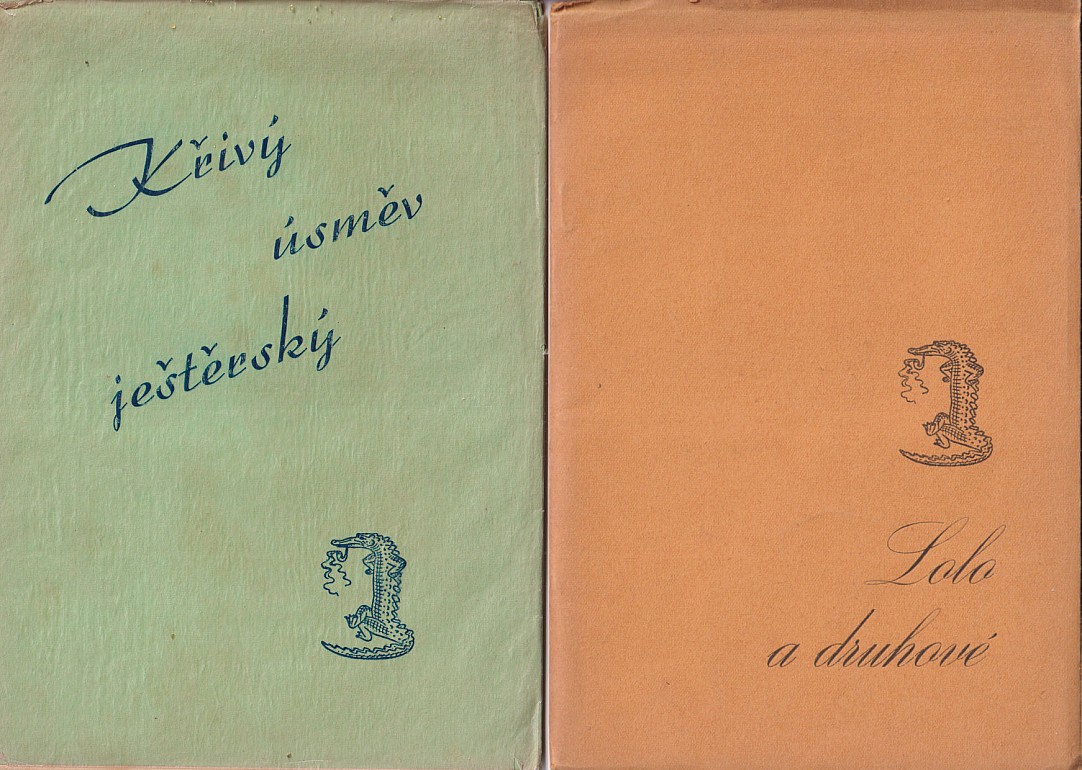 Křivý
úsměv
ještěrský
Lolo
a druhové